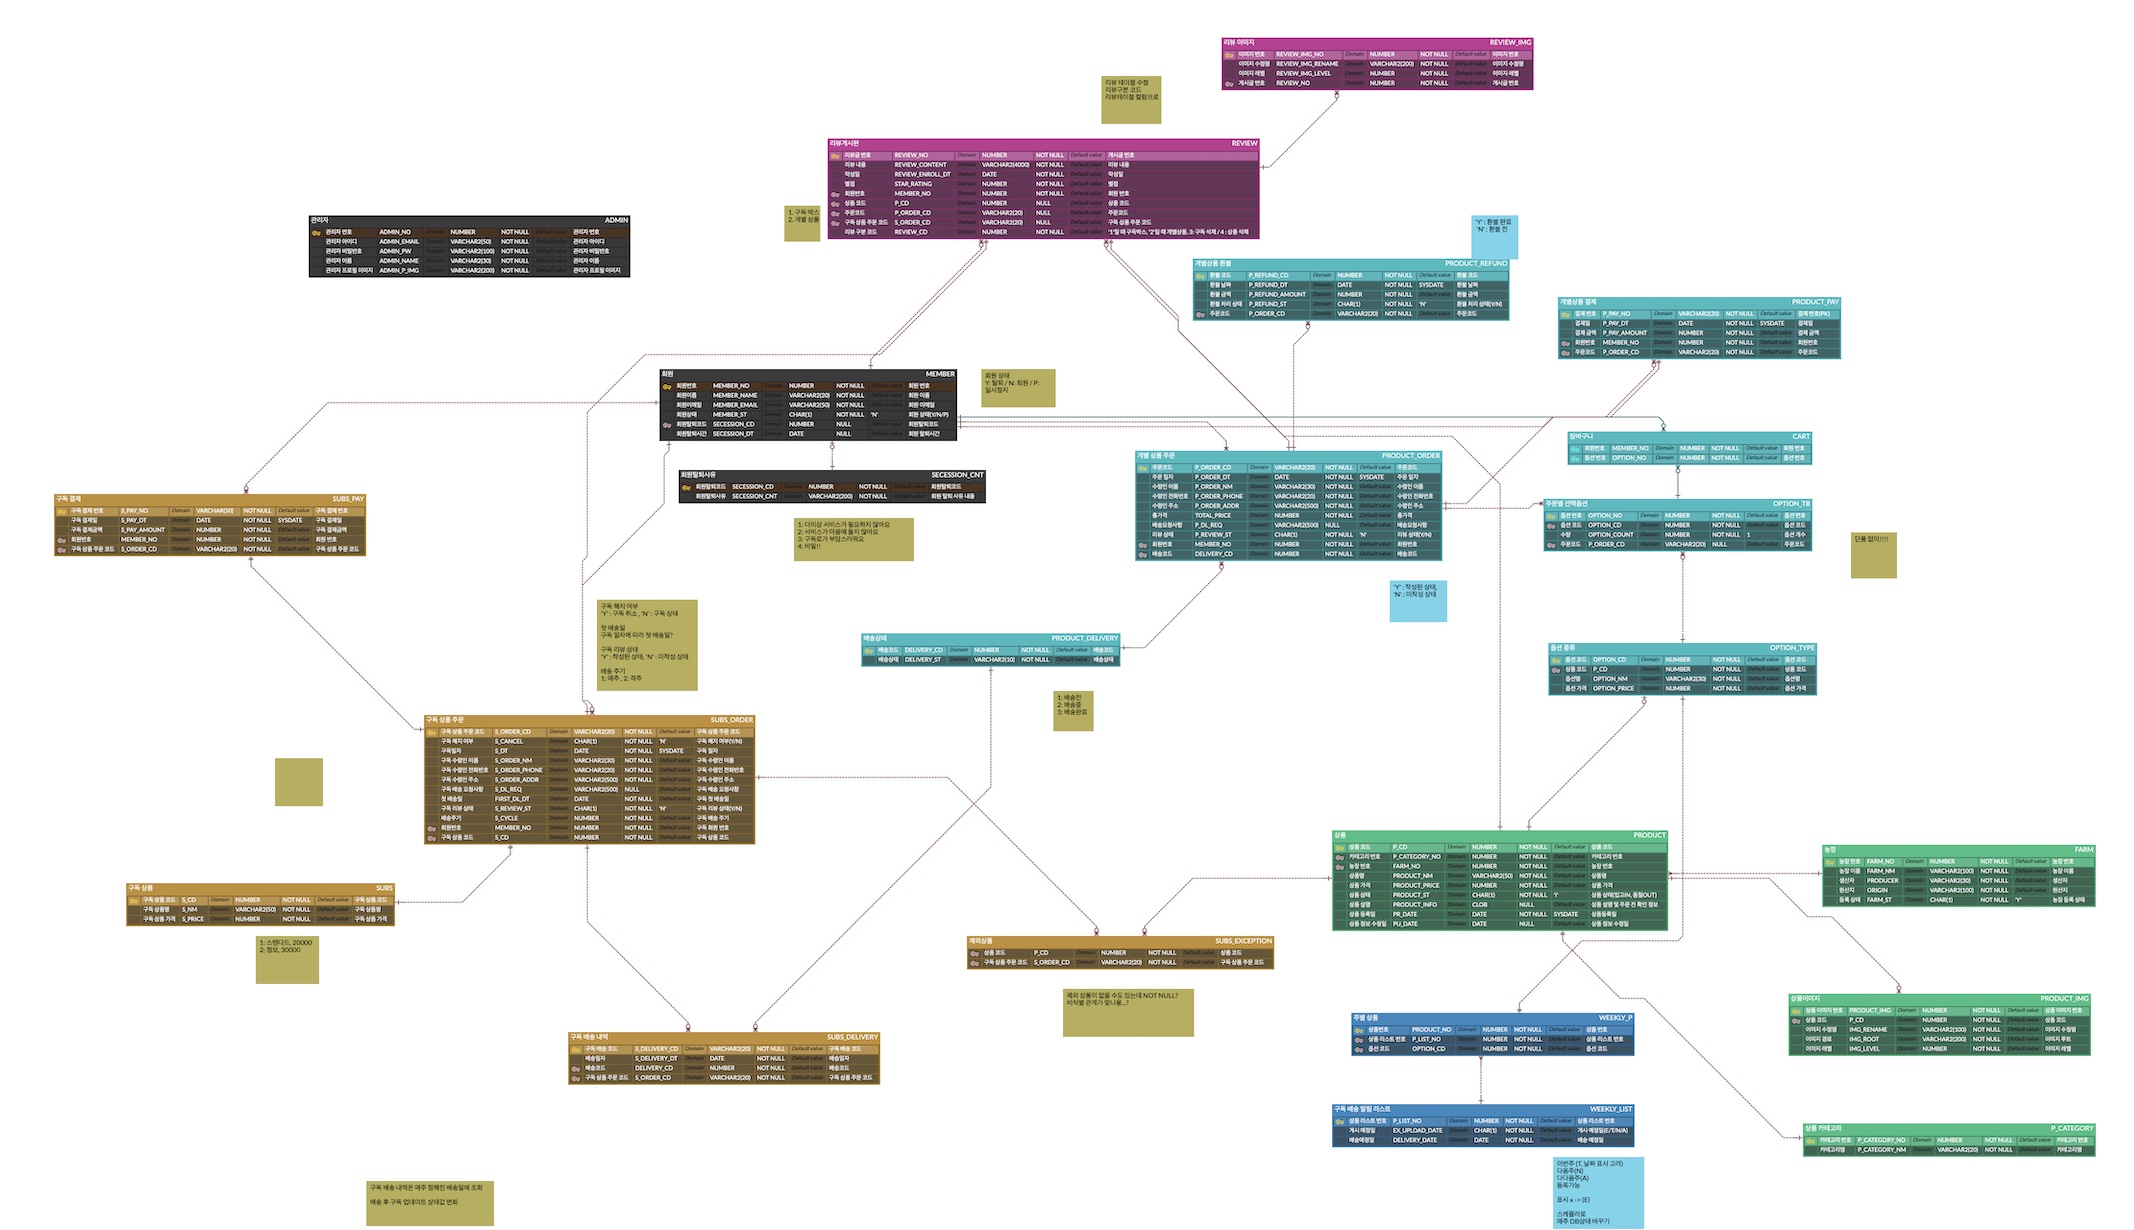 리뷰 이미지 REVIEW_IMG
이미지 번호 REVIEW_IMG_NO Domain NUMBER NOT NULL Default value 이미지 번호
이미지 수정명 REVIEW_IMG_RENAME Domain VARCHAR2(200) NOT NULL Default value 이미지 수정명
이미지 레벨 REVIEW_IMG_LEVEL Domain NUMBER NOT NULL Default value 이미지 레벨
게시글 번호 REVIEW_NO Domain NUMBER NOT NULL Default value 게시글 번호
리뷰 테이블 수정
리뷰구분 코드
리뷰테이블 컬럼으로
리뷰게시판 REVIEW
리뷰글 번호 REVIEW_NO Domain NUMBER NOT NULL Default value 게시글 번호
리뷰 내용 REVIEW_CONTENT Domain VARCHAR2(4000) NOT NULL Default value 리뷰 내용
작성일 REVIEW_ENROLL_DT Domain DATE NOT NULL Default value 작성일
별점 STAR_RATING Domain NUMBER NOT NULL Default value 별점
회원번호 MEMBER_NO Domain NUMBER NOT NULL Default value 회원 번호
상품 코드 P_CD Domain NUMBER NULL Default value 상품 코드
주문코드 P_ORDER_CD Domain VARCHAR2(20) NULL Default value 주문코드
구독 상품 주문 코드 S_ORDER_CD Domain VARCHAR2(20) NULL Default value 구독 상품 주문 코드
리뷰 구분 코드 REVIEW_CD Domain NUMBER NOT NULL Default value '1'일 때 구독박스, '2'일 때 개별상품, 3: 구독 삭제 / 4 : 상품 삭제
1. 구독 박스
2. 개별 상품
관리자 ADMIN
관리자 번호 ADMIN_NO Domain NUMBER NOT NULL Default value 관리자 번호
관리자 아이디 ADMIN_EMAIL Domain VARCHAR2(50) NOT NULL Default value 관리자 아이디
관리자 비밀번호 ADMIN_PW Domain VARCHAR2(100) NOT NULL Default value 관리자 비밀번호
관리자 이름 ADMIN_NAME Domain VARCHAR2(30) NOT NULL Default value 관리자 이름
관리자 프로필 이미지 ADMIN_P_IMG Domain VARCHAR2(200) NOT NULL Default value 관리자 프로필 이미지
'Y' : 환불 완료
'N' : 환불 전
개별상품 환불 PRODUCT_REFUND
환불 코드 P_REFUND_CD Domain NUMBER NOT NULL Default value 환불 코드
환불 날짜 P_REFUND_DT Domain DATE NOT NULL SYSDATE 환불 날짜
환불 금액 P_REFUND_AMOUNT Domain NUMBER NOT NULL Default value 환불 금액
환불 처리 상태 P_REFUND_ST Domain CHAR(1) NOT NULL 'N' 환불 처리 상태(Y/N)
주문코드 P_ORDER_CD Domain VARCHAR2(20) NOT NULL Default value 주문코드
개별상품 결제 PRODUCT_PAY
결제 번호 P_PAY_NO Domain VARCHAR2(20) NOT NULL Default value 결제 번호(PK)
결제일 P_PAY_DT Domain DATE NOT NULL SYSDATE 결제일
결제 금액 P_PAY_AMOUNT Domain NUMBER NOT NULL Default value 결제 금액
회원번호 MEMBER_NO Domain NUMBER NOT NULL Default value 회원번호
주문코드 P_ORDER_CD Domain VARCHAR2(20) NOT NULL Default value 주문코드
회원 MEMBER
회원번호 MEMBER_NO Domain NUMBER NOT NULL Default value 회원 번호
회원이름 MEMBER_NAME Domain VARCHAR2(20) NOT NULL Default value 회원 이름
회원이메일 MEMBER_EMAIL Domain VARCHAR2(50) NOT NULL Default value 회원 이메일
회원상태 MEMBER_ST Domain CHAR(1) NOT NULL 'N' 회원 상태(Y/N/P)
회원탈퇴코드 SECESSION_CD Domain NUMBER NULL Default value 회원탈퇴코드
회원탈퇴시간 SECESSION_DT Domain DATE NULL Default value 회원 탈퇴시간
회원 상태
Y: 탈퇴 / N: 회원 / P:
일시정지
회원탈퇴사유 SECESSION_CNT
회원탈퇴코드 SECESSION_CD Domain NUMBER NOT NULL Default value 회원탈퇴코드
회원탈퇴사유 SECESSION_CNT Domain VARCHAR2(200) NOT NULL Default value 회원 탈퇴 사유 내용
1: 더이상 서비스가 필요하지 않아요
2: 서비스가 마음에 들지 않아요
3: 구독료가 부담스러워요
4: 비밀!!
장바구니 CART
회원번호 MEMBER_NO Domain NUMBER NOT NULL Default value 회원 번호
옵션 번호 OPTION_NO Domain NUMBER NOT NULL Default value 옵션 번호
개별 상품 주문 PRODUCT_ORDER
주문코드 P_ORDER_CD Domain VARCHAR2(20) NOT NULL Default value 주문코드
주문 일자 P_ORDER_DT Domain DATE NOT NULL SYSDATE 주문 일자
수령인 이름 P_ORDER_NM Domain VARCHAR2(30) NOT NULL Default value 수령인 이름
수령인 전화번호 P_ORDER_PHONE Domain VARCHAR2(20) NOT NULL Default value 수령인 전화번호
수령인 주소 P_ORDER_ADDR Domain VARCHAR2(500) NOT NULL Default value 수령인 주소
총가격 TOTAL_PRICE Domain NUMBER NOT NULL Default value 총가격
배송요청사항 P_DL_REQ Domain VARCHAR2(500) NULL Default value 배송요청사항
리뷰 상태 P_REVIEW_ST Domain CHAR(1) NOT NULL 'N' 리뷰 상태(Y/N)
회원번호 MEMBER_NO Domain NUMBER NOT NULL Default value 회원번호
배송코드 DELIVERY_CD Domain NUMBER NOT NULL Default value 배송코드
주문별 선택옵션 OPTION_TB
옵션 번호 OPTION_NO Domain NUMBER NOT NULL Default value 옵션 번호
옵션 코드 OPTION_CD Domain NUMBER NOT NULL Default value 옵션 코드
수량 OPTION_COUNT Domain NUMBER NOT NULL 1 옵션 개수
주문코드 P_ORDER_CD Domain VARCHAR2(20) NULL Default value 주문코드
단품 없이!!!!
'Y' : 작성된 상태,
'N' : 미작성 상태
구독 결제 SUBS_PAY
구독 결제 번호 S_PAY_NO Domain VARCHAR(50) NOT NULL Default value 구독 결제 번호
구독 결제일 S_PAY_DT Domain DATE NOT NULL SYSDATE 구독 결제일
구독 결제금액 S_PAY_AMOUNT Domain NUMBER NOT NULL Default value 구독 결제금액
회원번호 MEMBER_NO Domain NUMBER NOT NULL Default value 회원 번호
구독 상품 주문 코드 S_ORDER_CD Domain VARCHAR2(20) NOT NULL Default value 구독 상품 주문 코드
구독 해지 여부
'Y' : 구독 취소 , 'N' : 구독 상태
첫 배송일
구독 일자에 따라 첫 배송일?
구독 리뷰 상태
'Y' : 작성된 상태, 'N' : 미작성 상태
배송 주기
1: 매주 , 2: 격주
배송상태 PRODUCT_DELIVERY
배송코드 DELIVERY_CD Domain NUMBER NOT NULL Default value 배송코드
배송상태 DELIVERY_ST Domain VARCHAR2(10) NOT NULL Default value 배송상태
1: 배송전
2: 배송중
3: 배송완료
옵션 종류 OPTION_TYPE
옵션 코드 OPTION_CD Domain NUMBER NOT NULL Default value 옵션 코드
상품 코드 P_CD Domain NUMBER NOT NULL Default value 상품 코드
옵션명 OPTION_NM Domain VARCHAR2(30) NOT NULL Default value 옵션명
옵션 가격 OPTION_PRICE Domain NUMBER NOT NULL Default value 옵션 가격
구독 상품 주문 SUBS_ORDER
구독 상품 주문 코드 S_ORDER_CD Domain VARCHAR2(20) NOT NULL Default value 구독 상품 주문 코드
구독 해지 여부 S_CANCEL Domain CHAR(1) NOT NULL 'N' 구독 해지 여부(Y/N)
구독일자 S_DT Domain DATE NOT NULL SYSDATE 구독 일자
구독 수령인 이름 S_ORDER_NM Domain VARCHAR2(30) NOT NULL Default value 구독 수령인 이름
구독 수령인 전화번호 S_ORDER_PHONE Domain VARCHAR2(20) NOT NULL Default value 구독 수령인 전화번호
구독 수령인 주소 S_ORDER_ADDR Domain VARCHAR2(500) NOT NULL Default value 구독 수령인 주소
구독 배송 요청사항 S_DL_REQ Domain VARCHAR2(500) NULL Default value 구독 배송 요청사항
첫 배송일 FIRST_DL_DT Domain DATE NOT NULL Default value 구독 첫 배송일
구독 리뷰 상태 S_REVIEW_ST Domain CHAR(1) NOT NULL 'N' 구독 리뷰 상태(Y/N)
배송주기 S_CYCLE Domain NUMBER NOT NULL Default value 구독 배송 주기
회원번호 MEMBER_NO Domain NUMBER NOT NULL Default value 구독 회원 번호
구독 상품 코드 S_CD Domain NUMBER NOT NULL Default value 구독 상품 코드
구독 상품 SUBS
구독 상품 코드 S_CD Domain NUMBER NOT NULL Default value 구독 상품 코드
구독 상품명 S_NM Domain VARCHAR2(50) NOT NULL Default value 구독 상품명
구독 상품 가격 S_PRICE Domain NUMBER NOT NULL Default value 구독 상품 가격
1: 스탠다드, 20000
2: 점보, 30000
상품 PRODUCT
상품 코드 P_CD Domain NUMBER NOT NULL Default value 상품 코드
카테고리 번호 P_CATEGORY_NO Domain NUMBER NOT NULL Default value 카테고리 번호
농장 번호 FARM_NO Domain NUMBER NOT NULL Default value 농장 번호
상품명 PRODUCT_NM Domain VARCHAR2(50) NOT NULL Default value 상품명
상품 가격 PRODUCT_PRICE Domain NUMBER NOT NULL Default value 상품 가격
상품 상태 PRODUCT_ST Domain CHAR(1) NOT NULL 'I' 상품 상태(입고IN, 품절OUT)
상품 설명 PRODUCT_INFO Domain CLOB NULL Default value 상품 설명 및 주문 전 확인 정보
상품 등록일 PR_DATE Domain DATE NOT NULL SYSDATE 상품등록일
상품 정보 수정일 PU_DATE Domain DATE NULL Default value 상품 정보 수정일
농장 FARM
농장 번호 FARM_NO Domain NUMBER NOT NULL Default value 농장 번호
농장 이름 FARM_NM Domain VARCHAR2(100) NOT NULL Default value 농장 이름
생산자 PRODUCER Domain VARCHAR2(30) NOT NULL Default value 생산자
원산지 ORIGIN Domain VARCHAR2(100) NOT NULL Default value 원산지
등록 상태 FARM_ST Domain CHAR(1) NOT NULL 'Y' 농장 등록 상태
제외상품 SUBS_EXCEPTION
상품 코드 P_CD Domain NUMBER NOT NULL Default value 상품 코드
구독 상품 주문 코드 S_ORDER_CD Domain VARCHAR2(20) NOT NULL Default value 구독 상품 주문 코드
제외 상품이 없을 수도 있는데 NOT NULL?
비식별 관계가 맞나용...?
상품이미지 PRODUCT_IMG
상품 이미지 번호 PRODUCT_IMG Domain NUMBER NOT NULL Default value 상품 이미지 번호
상품 코드 P_CD Domain NUMBER NOT NULL Default value 상품 코드
이미지 수정명 IMG_RENAME Domain VARCHAR2(100) NOT NULL Default value 이미지 수정명
이미지 경로 IMG_ROOT Domain VARCHAR2(200) NOT NULL Default value 이미지 루트
이미지 레벨 IMG_LEVEL Domain NUMBER NOT NULL Default value 이미지 레벨
주별 상품 WEEKLY_P
상품번호 PRODUCT_NO Domain NUMBER NOT NULL Default value 상품 번호
상품 리스트 번호 P_LIST_NO Domain NUMBER NOT NULL Default value 상품 리스트 번호
옵션 코드 OPTION_CD Domain NUMBER NOT NULL Default value 옵션 코드
구독 배송 내역 SUBS_DELIVERY
구독 배송 코드 S_DELIVERY_CD Domain VARCHAR2(20) NOT NULL Default value 구독 배송 코드
배송일자 S_DELIVERY_DT Domain DATE NOT NULL Default value 배송일자
배송코드 DELIVERY_CD Domain NUMBER NOT NULL Default value 배송코드
구독 상품 주문 코드 S_ORDER_CD Domain VARCHAR2(20) NOT NULL Default value 구독 상품 주문 코드
구독 배송 알림 리스트 WEEKLY_LIST
상품 리스트 번호 P_LIST_NO Domain NUMBER NOT NULL Default value 상품 리스트 번호
게시 예정일 EX_UPLOAD_DATE Domain CHAR(1) NOT NULL Default value 게시 예정일(E/T/N/A)
배송예정일 DELIVERY_DATE Domain DATE NOT NULL Default value 배송 예정일
상품 카테고리 P_CATEGORY
카테고리 번호 P_CATEGORY_NO Domain NUMBER NOT NULL Default value 카테고리 번호
카테고리명 P_CATEGORY_NM Domain VARCHAR2(20) NOT NULL Default value 카테고리명
이번주 (T, 날짜 표시 고려)
다음주(N)
다다음주(A)
등록가능
표시 x -> (E)
스케쥴러로
매주 DB상태 바꾸기
구독 배송 내역은 매주 정해진 배송일에 조회
배송 후 구독 업데이트 상태값 변화